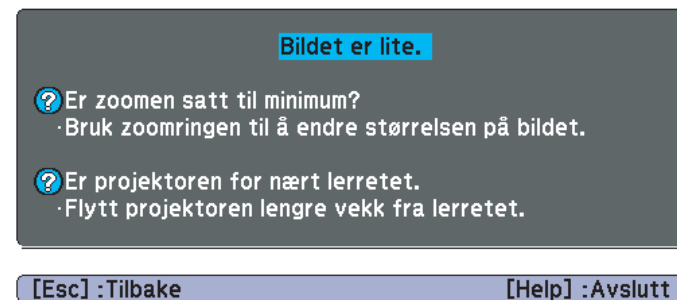 Bildet er lite.
?Er zoomen satt til minimum?
·Bruk zoomringen til å endre størrelsen på bildet.
?Er projektoren for nært lerretet.
·Flytt projektoren lengre vekk fra lerretet.
[Esc] :Tilbake [Help] :Avslutt